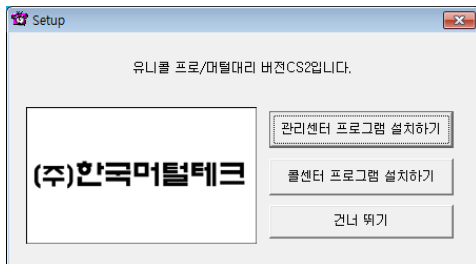 Setup
유니콜 프로/머털대리 버젼CS2입니다.
(주)한국머털테크
관리센터 프로그램 설치하기
콜센터 프로그램 설치하기
건너 뛰기